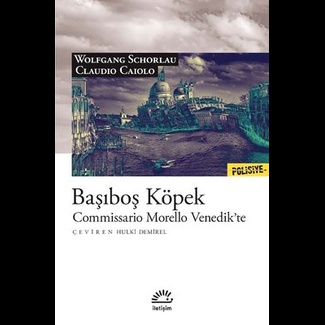 Wolfgang Schorlau
Claudio Caiolo
POLİSİYE
Başıboş Köpek
Commissario Morello Venedik'te
ÇEVİREN HULKİ DEMİREL
iletişim